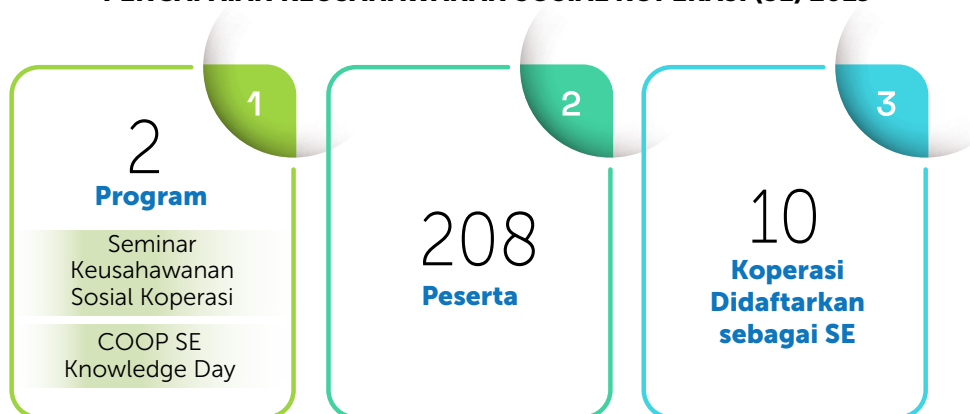 1
2
Program
Seminar
Keusahawanan
Sosial Koperasi
COOP SE
Knowledge Day
2
208
Peserta
3
10
Koperasi
Didaftarkan
sebagai SE